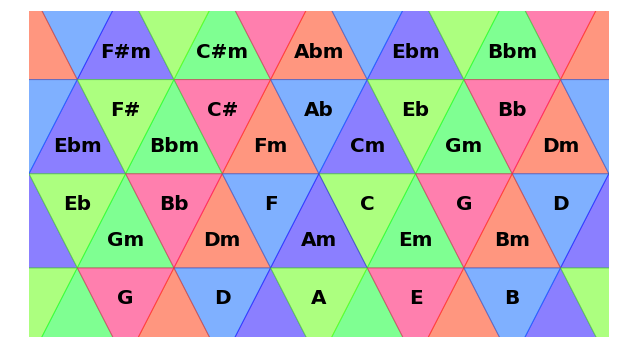 F#m C#m Abm Ebm Bbm
F# C# Ab Eb Bb
Ebm Bbm Fm Cm Gm Dm
Eb Bb F C G D
Gm Dm Am Em Bm
G D A E B